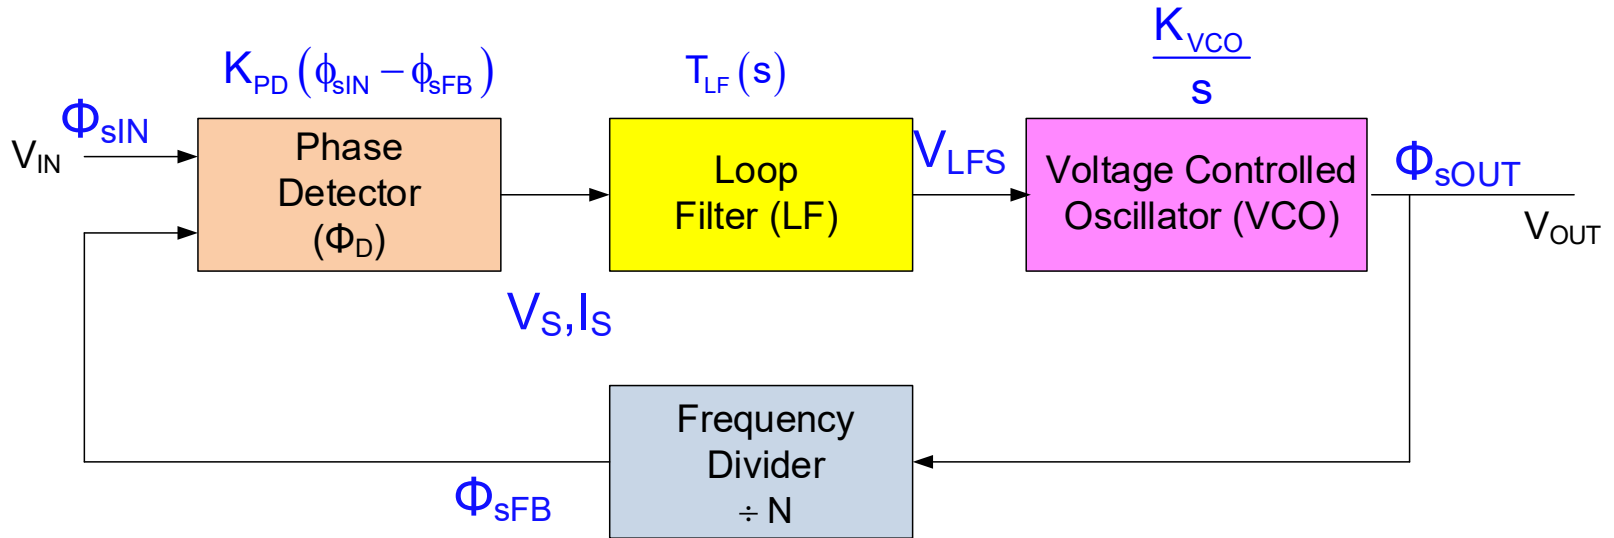 K_PD (ϕ_sIN − ϕ_sFB)
T_LF (s)
K_VCO
s
V_IN
Φ_sIN
Phase
Detector
(Φ_D)
V_S,I_S
Loop
Filter (LF)
V_LFS
Voltage Controlled
Oscillator (VCO)
Φ_sOUT
V_OUT
Frequency
Divider
÷ N
Φ_sFB